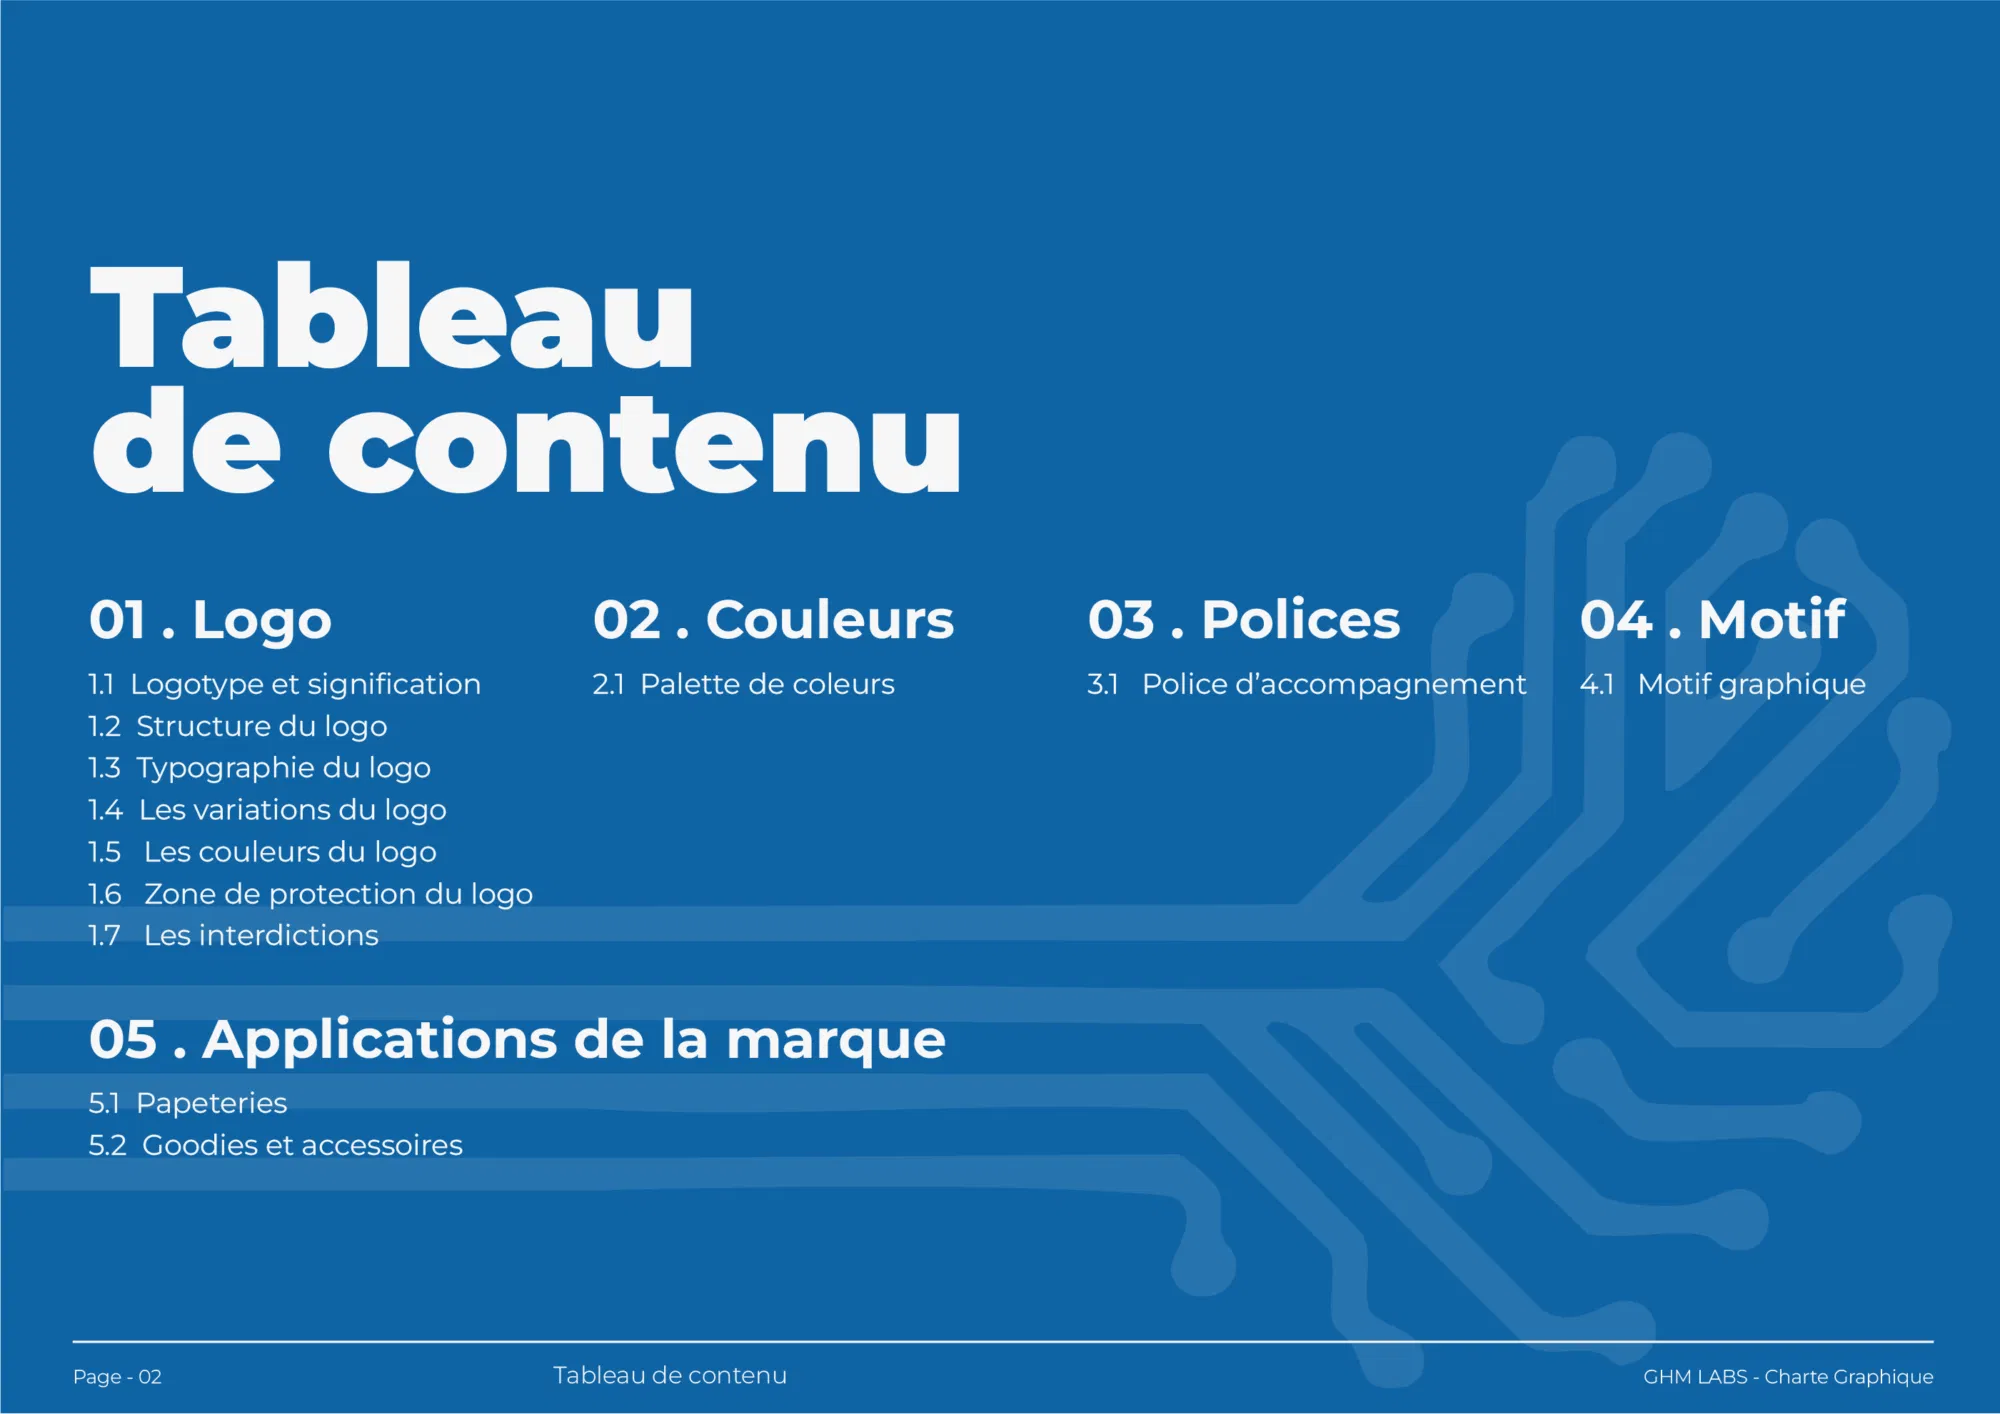 Tableau
de contenu
01 . Logo
1.1 Logotype et signification
1.2 Structure du logo
1.3 Typographie du logo
1.4 Les variations du logo
1.5 Les couleurs du logo
1.6 Zone de protection du logo
1.7 Les interdictions
02 . Couleurs
2.1 Palette de coleurs
03 . Polices
3.1 Police d’accompagnement
04 . Motif
4.1 Motif graphique
05 . Applications de la marque
5.1 Papeteries
5.2 Goodies et accessoires
Page - 02
Tableau de contenu
GHM LABS - Charte Graphique